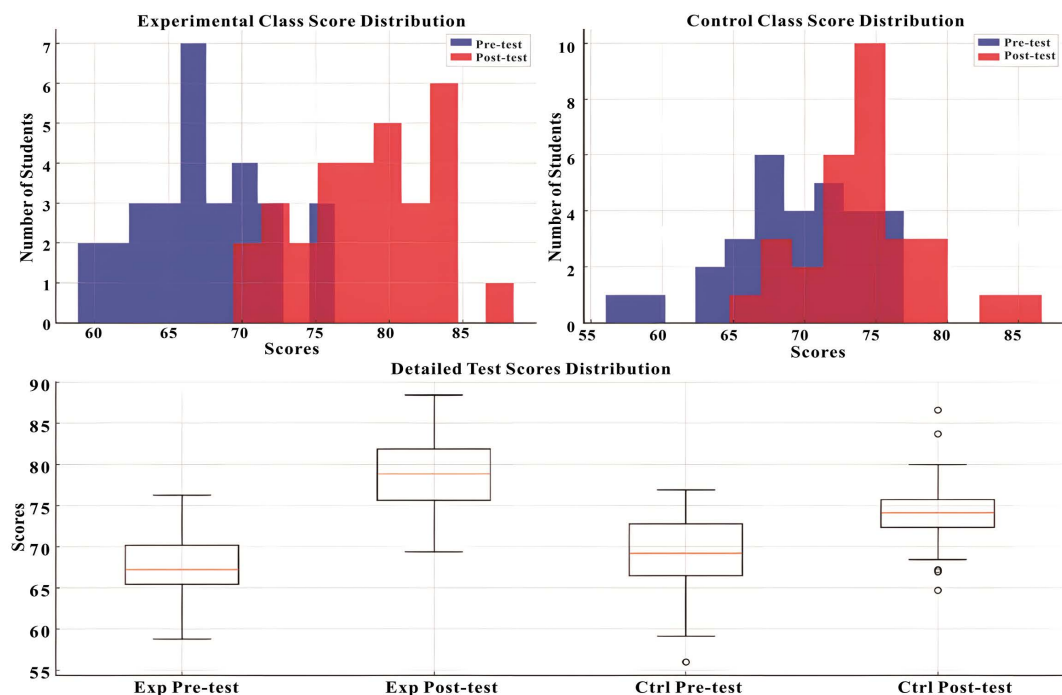 Experimental Class Score Distribution
7
6
5
4
3
2
1
0
Number of Students
Pre-test
Post-test
60 65 70 75 80 85
Scores
Control Class Score Distribution
10
8
6
4
2
0
Number of Students
Pre-test
Post-test
55 60 65 70 75 80 85
Scores
Detailed Test Scores Distribution
90
85
80
75
70
65
60
55
Scores
Exp Pre-test Exp Post-test Ctrl Pre-test Ctrl Post-test